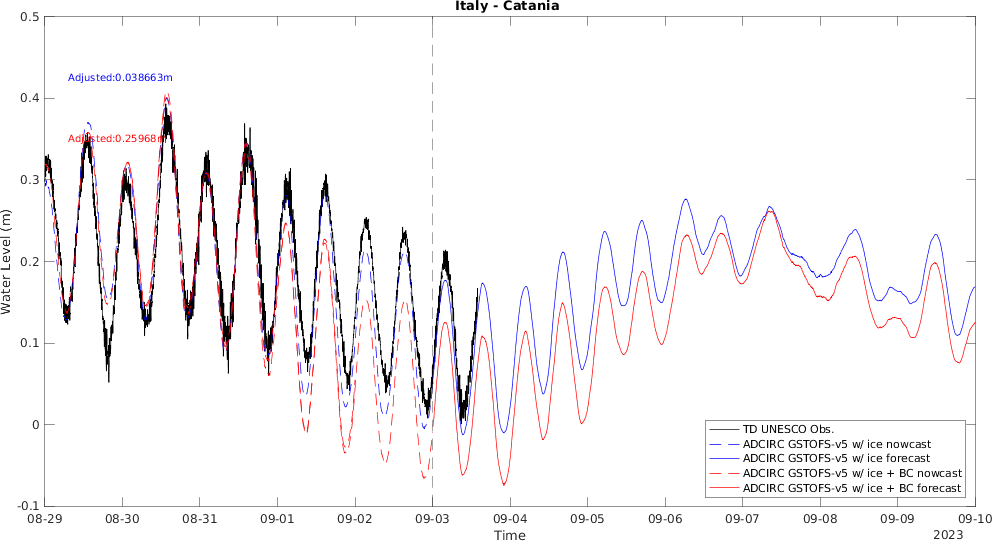 Italy - Catania
0.5
0.4
0.3
0.2
0.1
0
-0.1
Water Level (m)
Adjusted:0.038663m
Adjusted:0.25968m
TD UNESCO Obs.
ADCIRC GSTOFS-v5 w/ ice nowcast
ADCIRC GSTOFS-v5 w/ ice forecast
ADCIRC GSTOFS-v5 w/ ice + BC nowcast
ADCIRC GSTOFS-v5 w/ ice + BC forecast
08-29 08-30 08-31 09-01 09-02 09-03 09-04 09-05 09-06 09-07 09-08 09-09 09-10
Time
2023